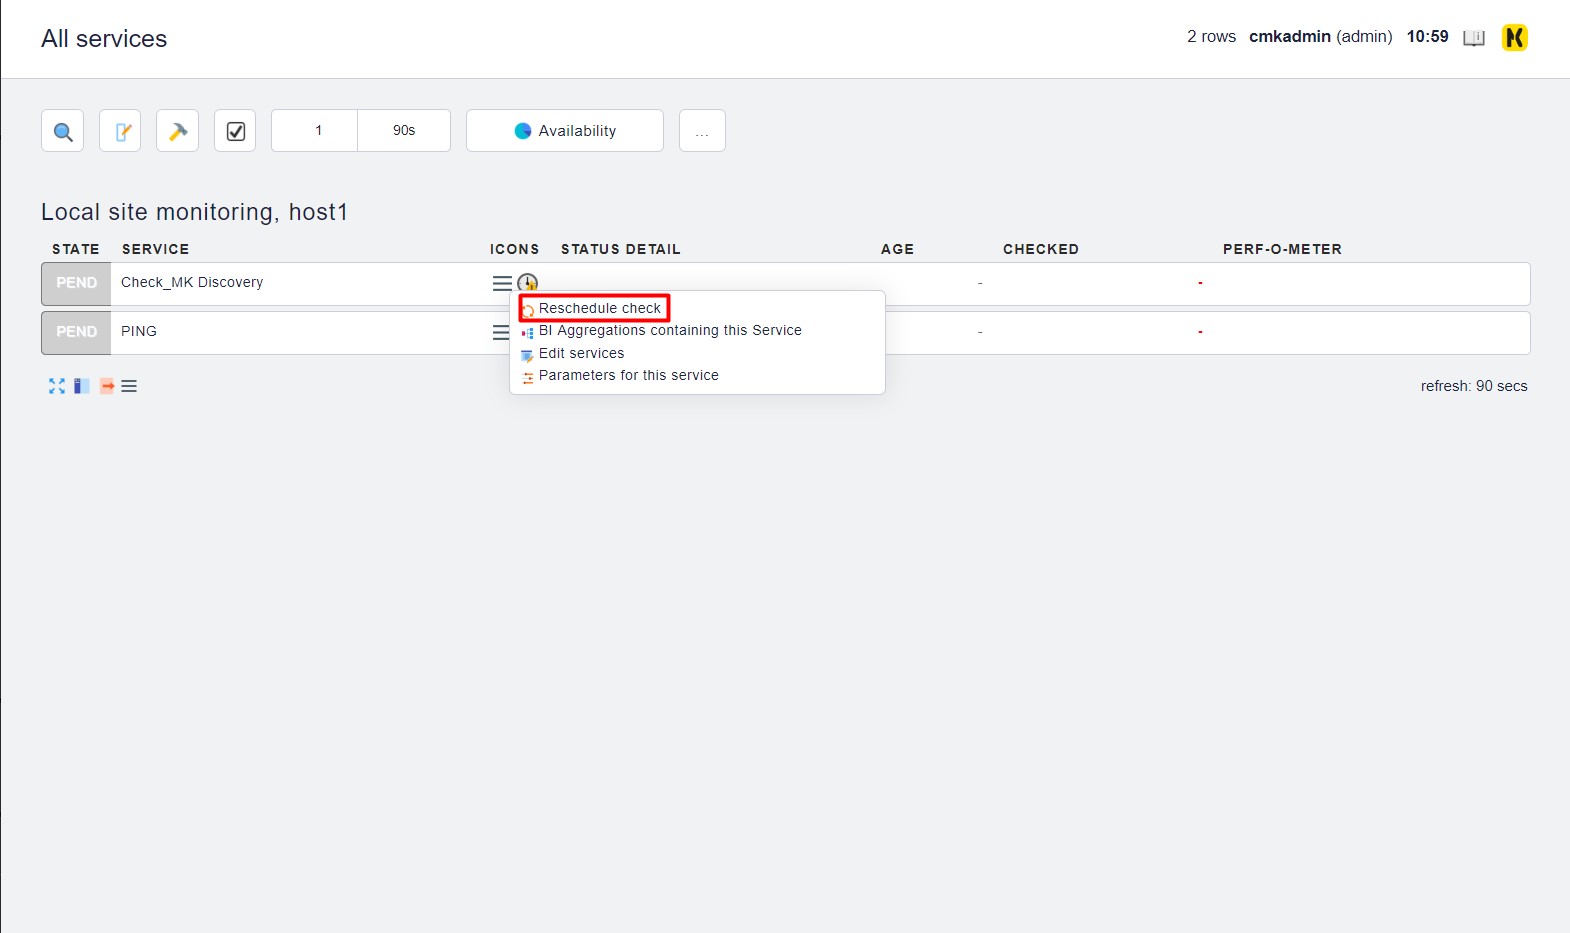 All services
2 rows cmkadmin (admin) 10:59
1 90s Availability ...
Local site monitoring, host1
STATE SERVICE ICONS STATUS DETAIL AGE CHECKED PERF-O-METER
PEND Check_MK Discovery - -
Reschedule check
BI Aggregations containing this Service
PEND PING - -
Edit services
Parameters for this service
refresh: 90 secs